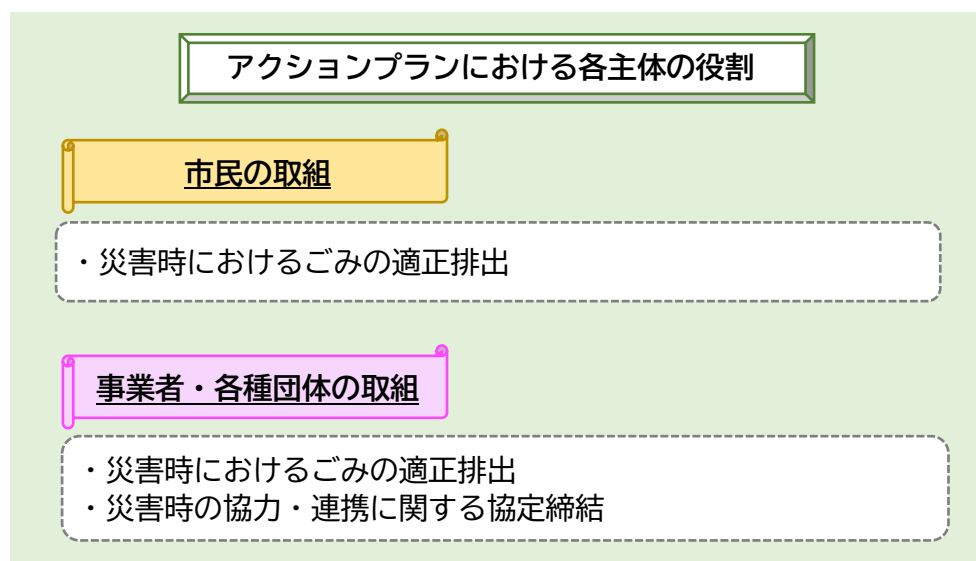 アクションプランにおける各主体の役割
市民の取組
・災害時におけるごみの適正排出
事業者・各種団体の取組
・災害時におけるごみの適正排出
・災害時の協力・連携に関する協定締結